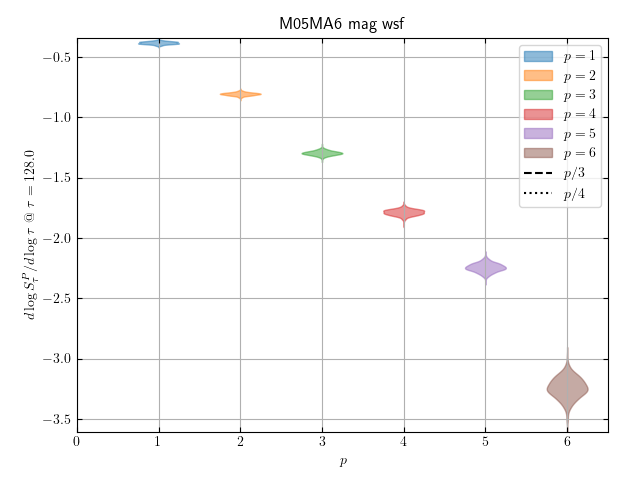 M05MA6 mag wsf
−0.5
−1.0
−1.5
−2.0
−2.5
−3.0
−3.5
d log S_τ^P / d log τ @ τ = 128.0
0 1 2 3 4 5 6
p
p = 1
p = 2
p = 3
p = 4
p = 5
p = 6
p/3
p/4